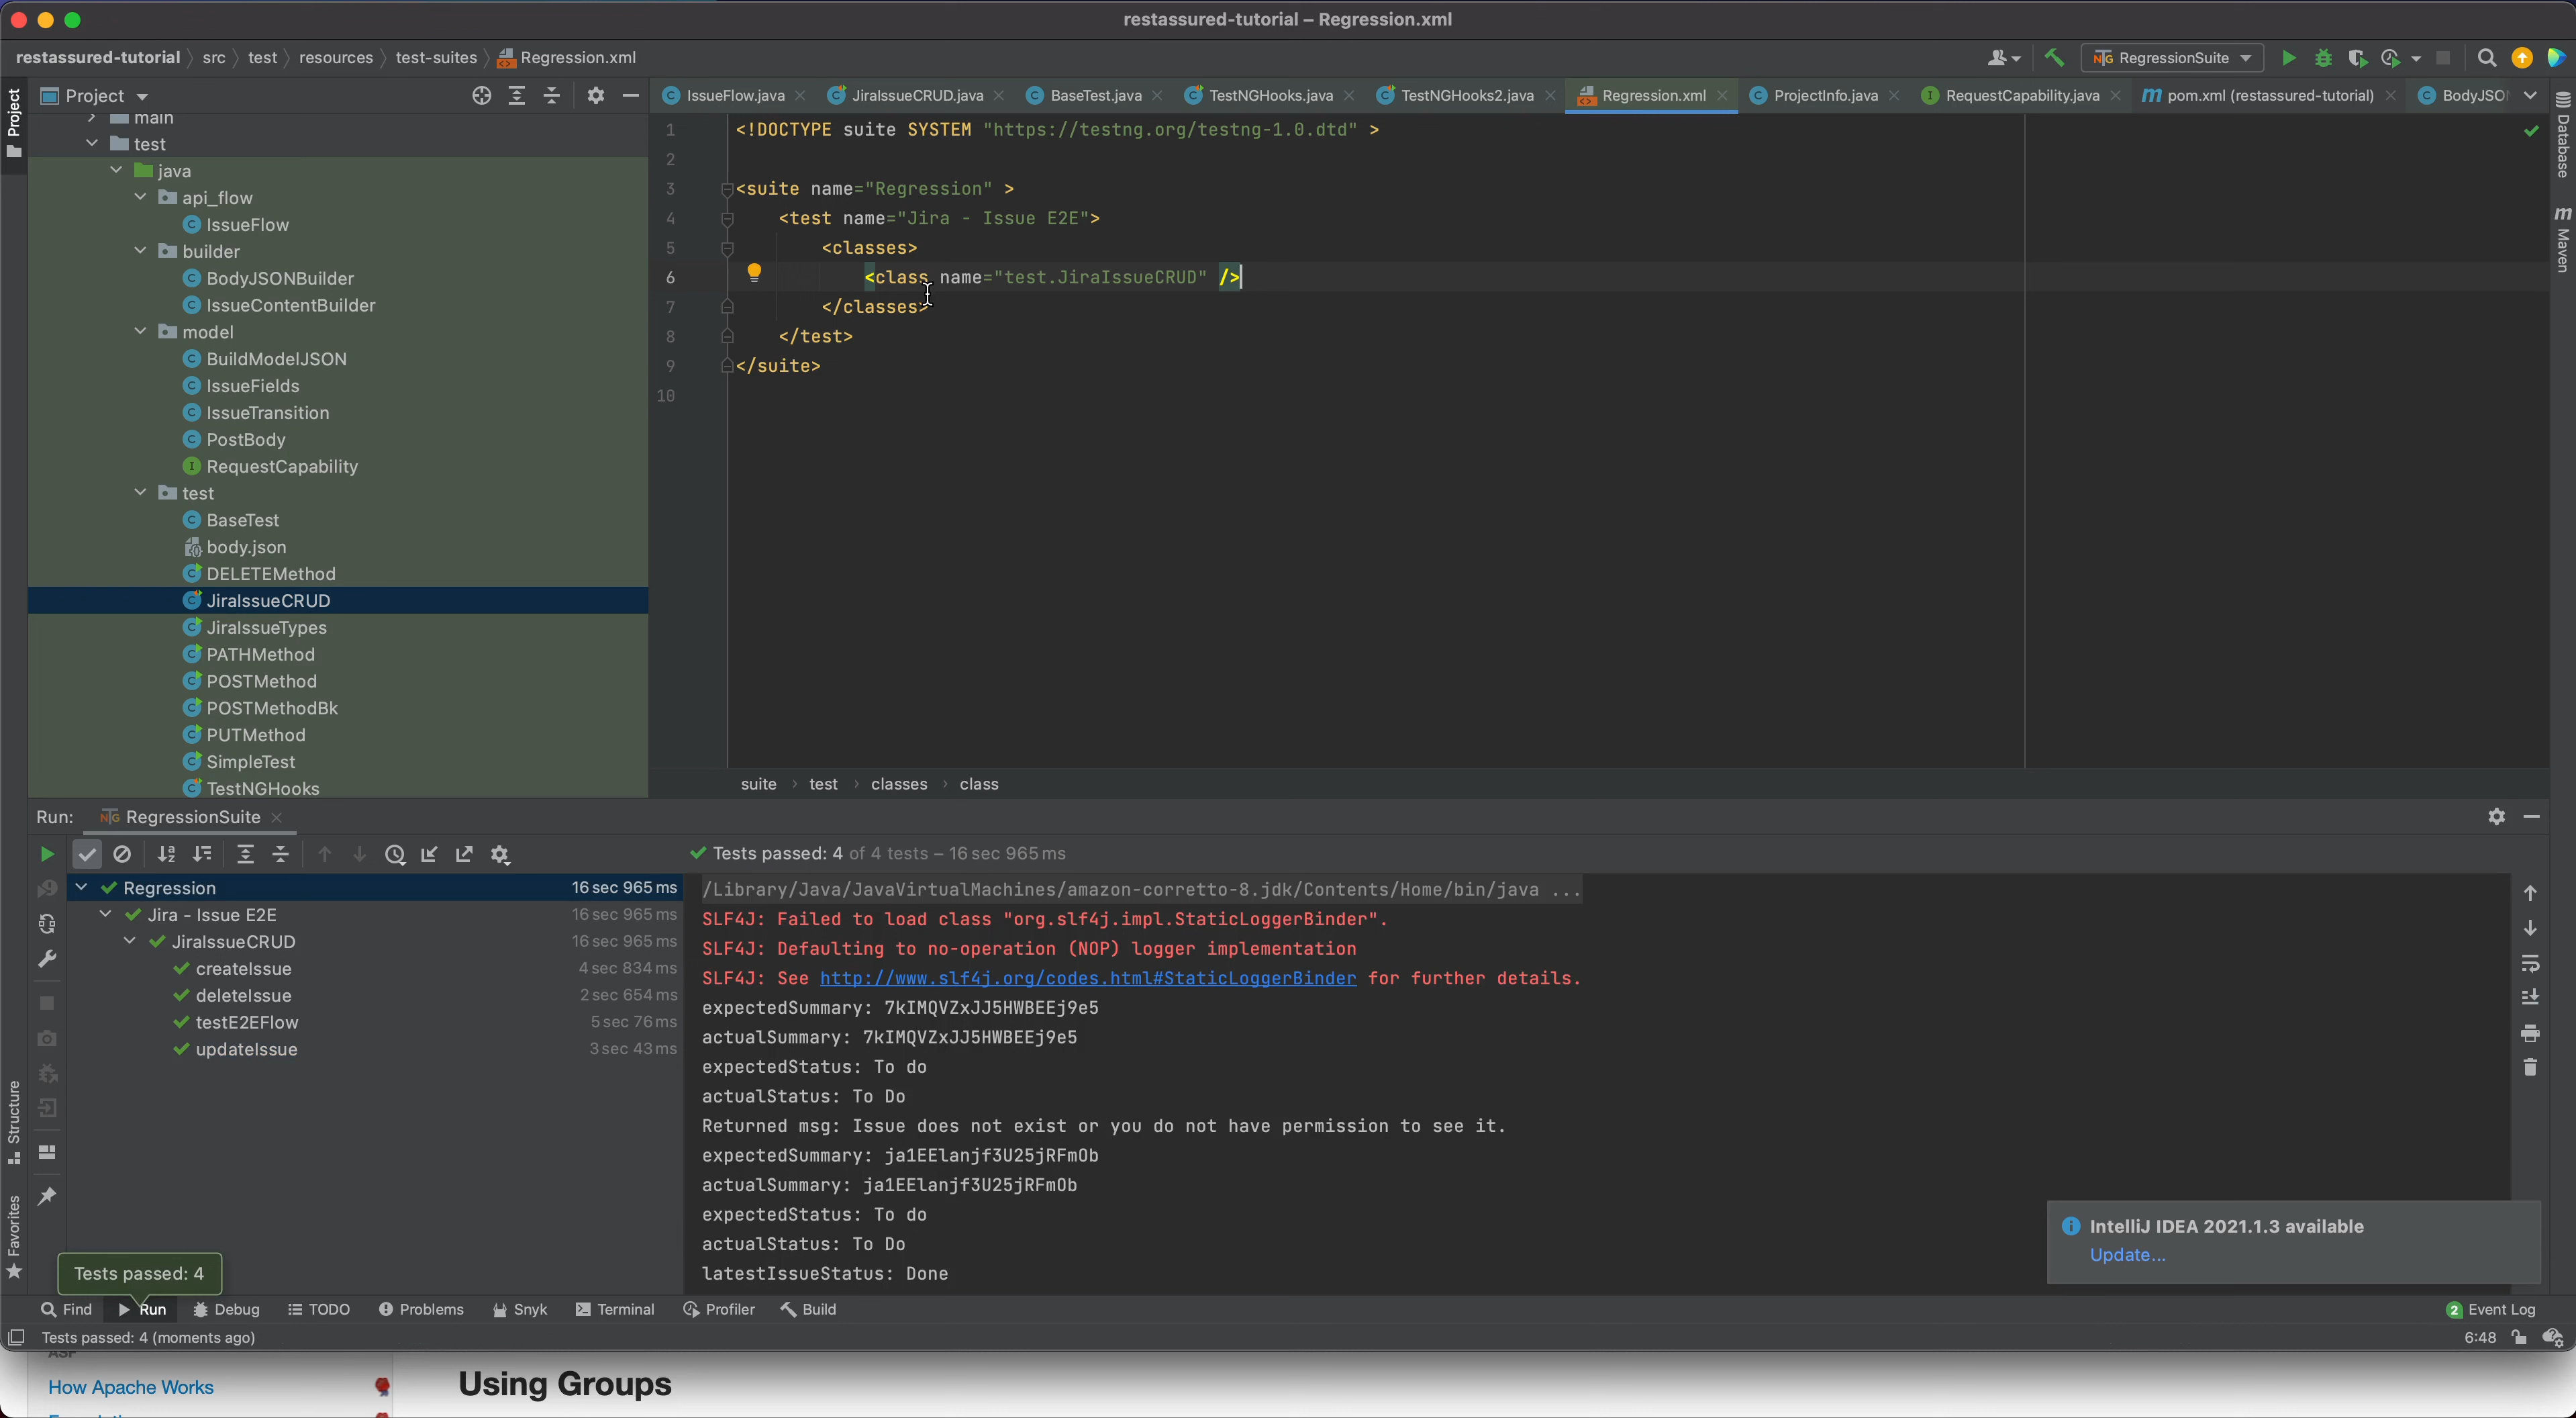 restassured-tutorial – Regression.xml
restassured-tutorial src test resources test-suites Regression.xml
RegressionSuite
Project
IssueFlow.java JiraIssueCRUD.java BaseTest.java TestNGHooks.java TestNGHooks2.java Regression.xml ProjectInfo.java RequestCapability.java pom.xml (restassured-tutorial) BodyJSO
Project
Structure
Favorites
Database
Maven
main
test
java
api_flow
IssueFlow
builder
BodyJSONBuilder
IssueContentBuilder
model
BuildModelJSON
IssueFields
IssueTransition
PostBody
RequestCapability
test
BaseTest
body.json
DELETEMethod
JiraIssueCRUD
JiraIssueTypes
PATHMethod
POSTMethod
POSTMethodBk
PUTMethod
SimpleTest
TestNGHooks
1 <!DOCTYPE suite SYSTEM "https://testng.org/testng-1.0.dtd" >
2
3 <suite name="Regression" >
4 <test name="Jira - Issue E2E">
5 <classes>
6 <class name="test.JiraIssueCRUD" />
7 </classes>
8 </test>
9 </suite>
10
suite test classes class
Run: RegressionSuite
Tests passed: 4 of 4 tests – 16 sec 965 ms
Regression 16 sec 965 ms
Jira - Issue E2E 16 sec 965 ms
JiraIssueCRUD 16 sec 965 ms
createIssue 4 sec 834 ms
deleteIssue 2 sec 654 ms
testE2EFlow 5 sec 76 ms
updateIssue 3 sec 43 ms
/Library/Java/JavaVirtualMachines/amazon-corretto-8.jdk/Contents/Home/bin/java ...
SLF4J: Failed to load class "org.slf4j.impl.StaticLoggerBinder".
SLF4J: Defaulting to no-operation (NOP) logger implementation
SLF4J: See http://www.slf4j.org/codes.html#StaticLoggerBinder for further details.
expectedSummary: 7kIMQVZxJJ5HWBEEj9e5
actualSummary: 7kIMQVZxJJ5HWBEEj9e5
expectedStatus: To do
actualStatus: To Do
Returned msg: Issue does not exist or you do not have permission to see it.
expectedSummary: ja1EElanjf3U25jRFmOb
actualSummary: ja1EElanjf3U25jRFmOb
expectedStatus: To do
actualStatus: To Do
latestIssueStatus: Done
IntelliJ IDEA 2021.1.3 available
Update...
Tests passed: 4
Find Run Debug TODO Problems Snyk Terminal Profiler Build 2 Event Log
Tests passed: 4 (moments ago) 6:48
ASF
How Apache Works
Using Groups